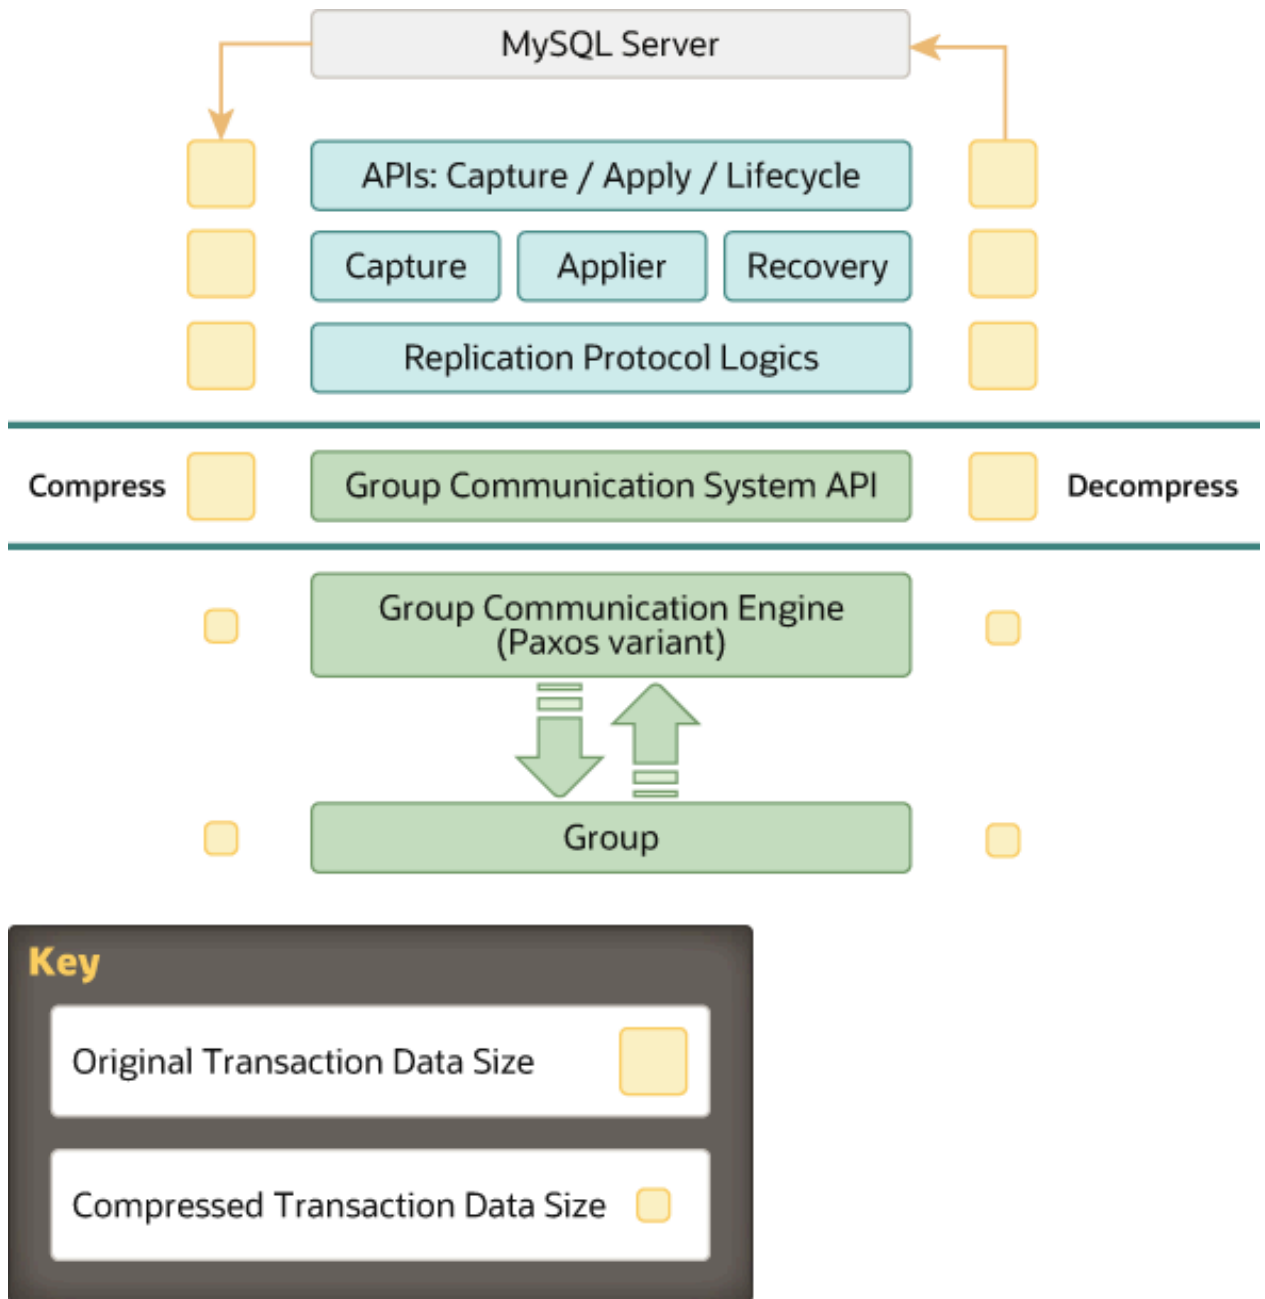 MySQL Server
APIs: Capture / Apply / Lifecycle
Capture
Applier
Recovery
Replication Protocol Logics
Compress
Group Communication System API
Decompress
Group Communication Engine
(Paxos variant)
Group
Key
Original Transaction Data Size
Compressed Transaction Data Size